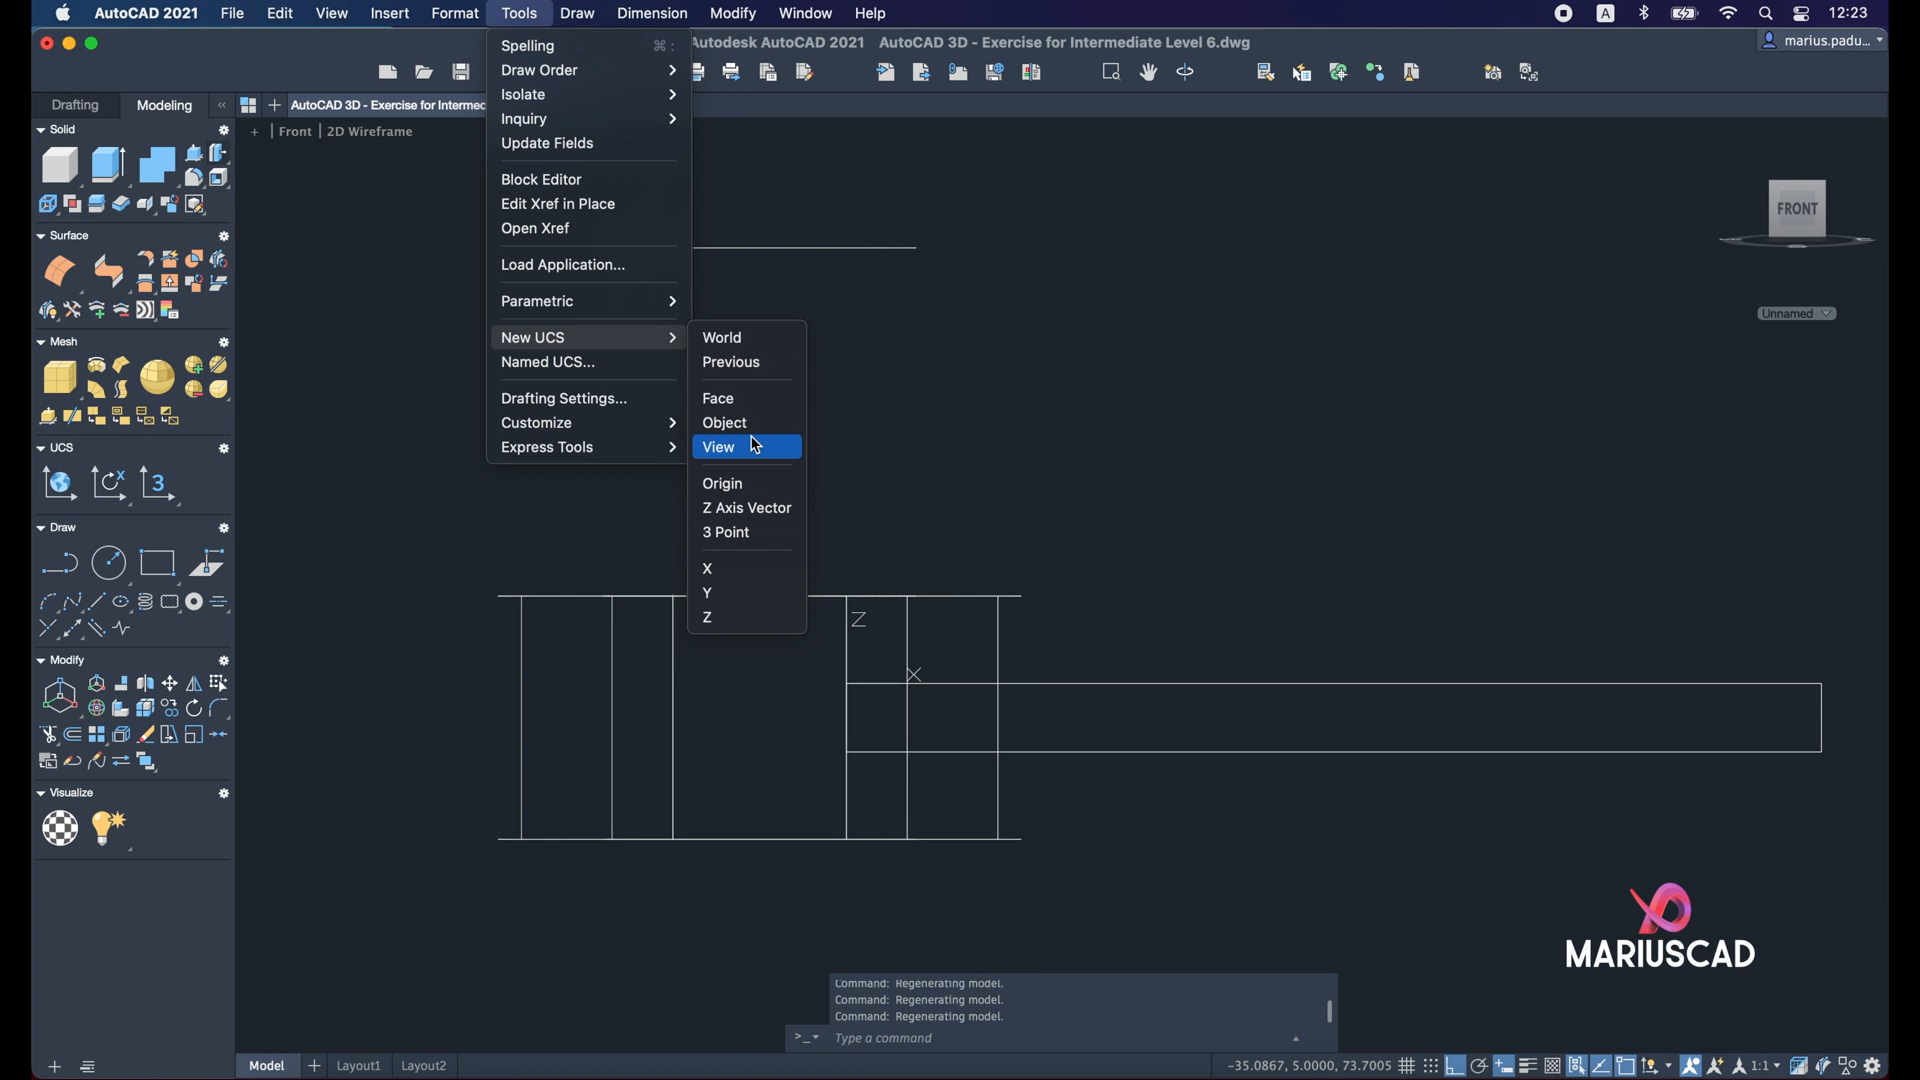 AutoCAD 2021 File Edit View Insert Format Tools Draw Dimension Modify Window Help A 12:23
Autodesk AutoCAD 2021 AutoCAD 3D - Exercise for Intermediate Level 6.dwg marius.padu...
Drafting Modeling « + AutoCAD 3D - Exercise for Intermec
+ | Front | 2D Wireframe
Spelling ⌘ :
Draw Order
Isolate
Inquiry
Update Fields
Block Editor
Edit Xref in Place
Open Xref
Load Application...
Parametric
New UCS
Named UCS...
Drafting Settings...
Customize
Express Tools
World
Previous
Face
Object
View
Origin
Z Axis Vector
3 Point
X
Y
Z
Solid
Surface
Mesh
UCS
X 3
Draw
Modify
Visualize
FRONT
Unnamed
Z
X
MARIUSCAD
Command: Regenerating model.
Command: Regenerating model.
Command: Regenerating model.
>_ Type a command
Model + Layout1 Layout2 -35.0867, 5.0000, 73.7005 1:1